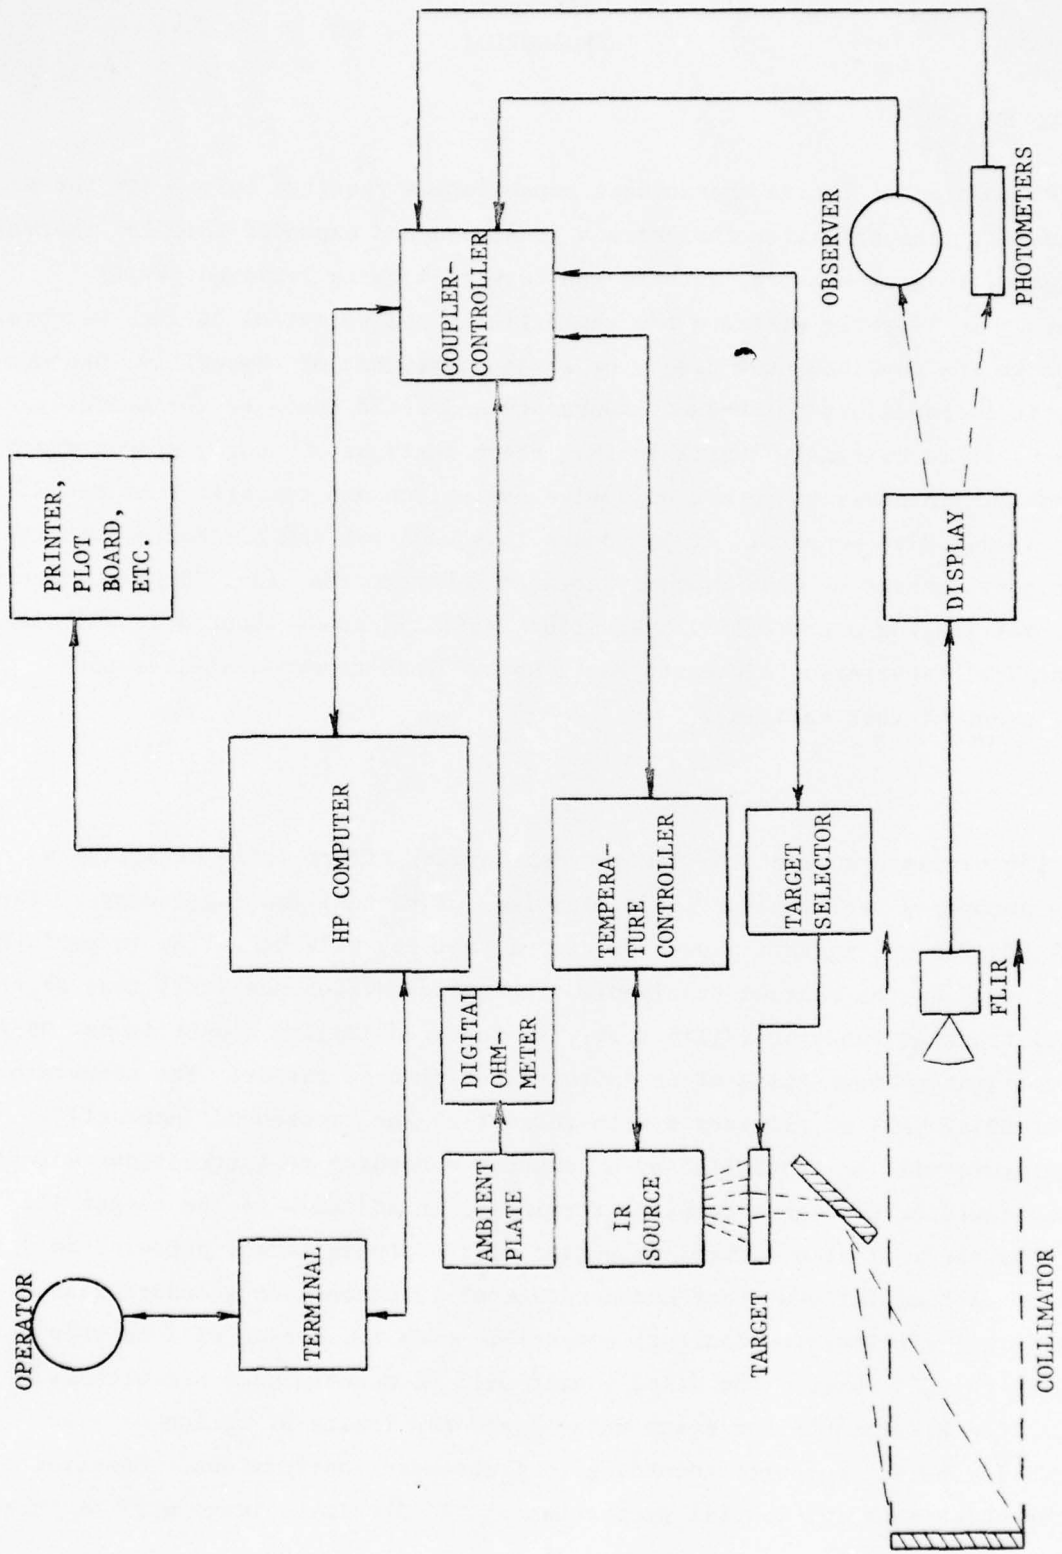 OPERATOR
TERMINAL
HP COMPUTER
PRINTER,
PLOT
BOARD,
ETC.
AMBIENT
PLATE
DIGITAL
OHM-
METER
COUPLER-
CONTROLLER
IR
SOURCE
TEMPERA-
TURE
CONTROLLER
TARGET
TARGET
SELECTOR
COLLIMATOR
FLIR
DISPLAY
OBSERVER
PHOTOMETERS